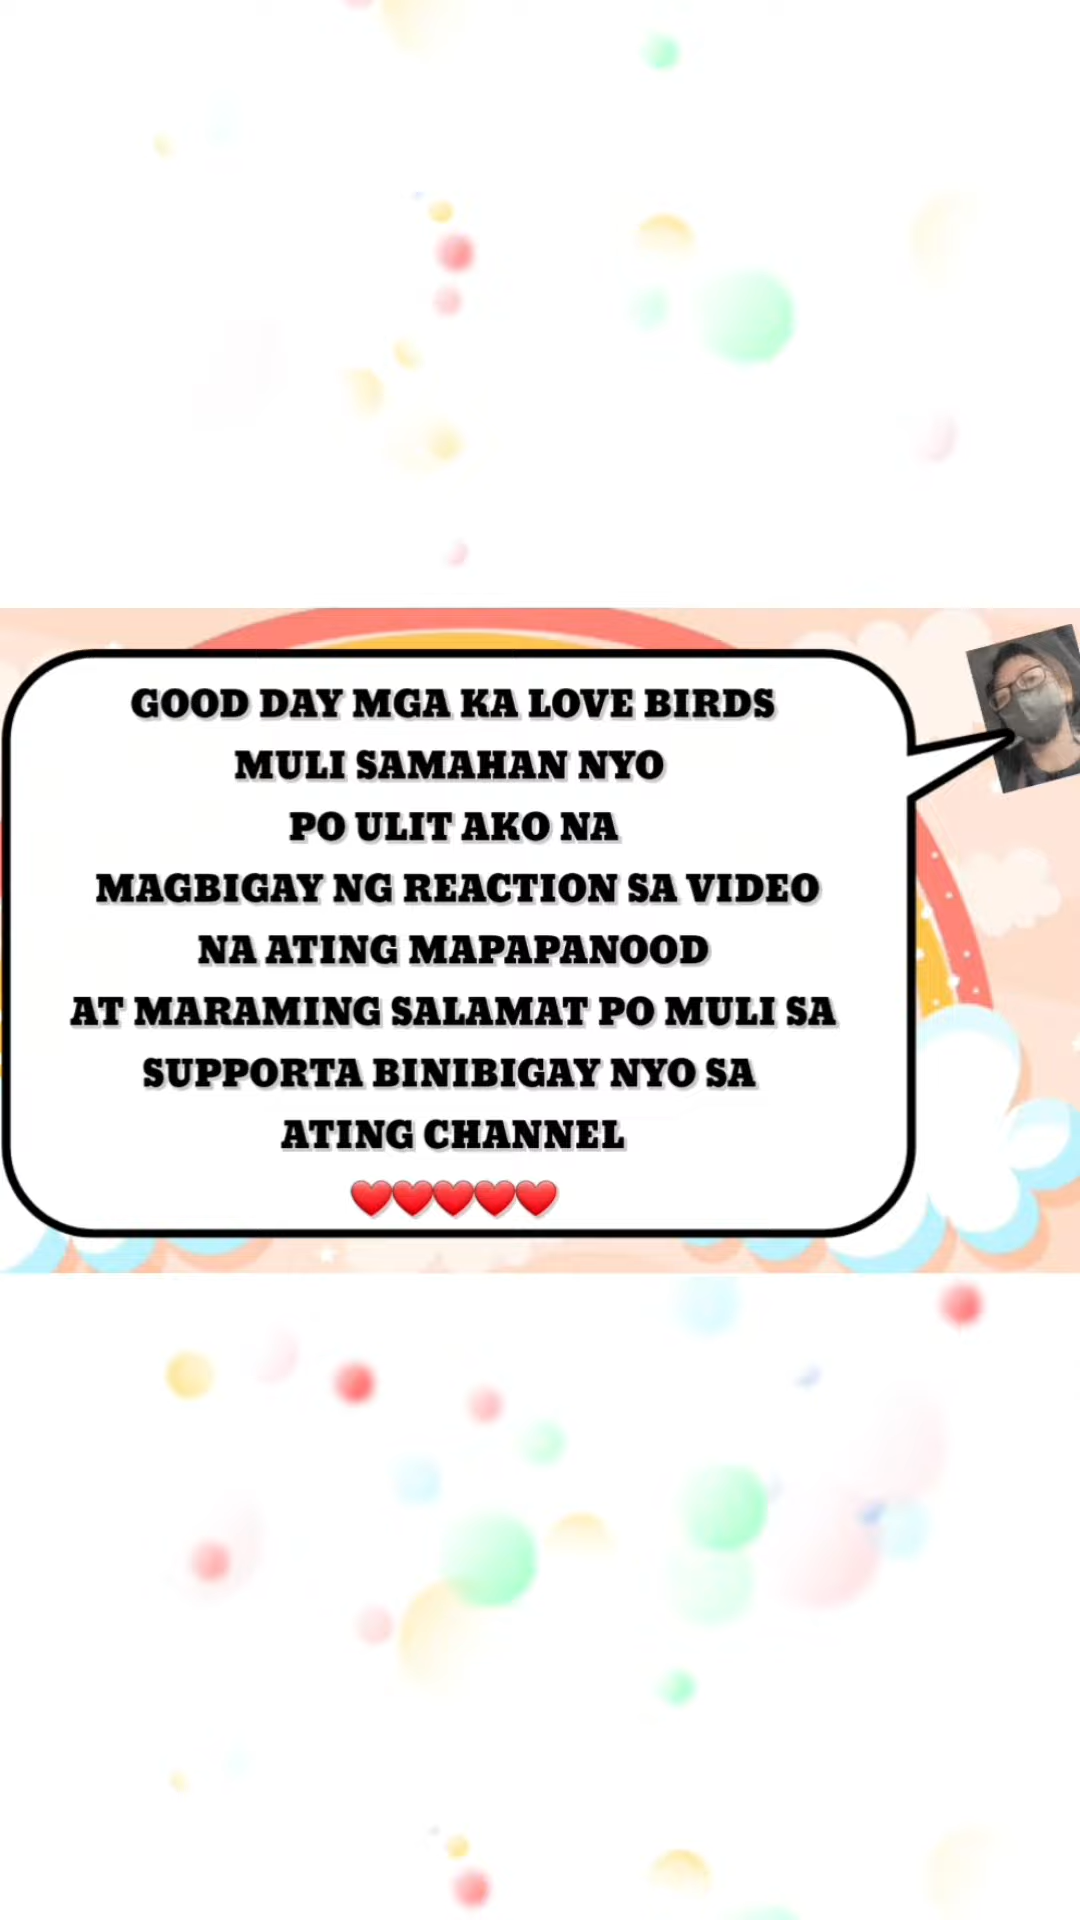 GOOD DAY MGA KA LOVE BIRDS
MULI SAMAHAN NYO
PO ULIT AKO NA
MAGBIGAY NG REACTION SA VIDEO
NA ATING MAPAPANOOD
AT MARAMING SALAMAT PO MULI SA
SUPPORTA BINIBIGAY NYO SA
ATING CHANNEL
❤️❤️❤️❤️❤️